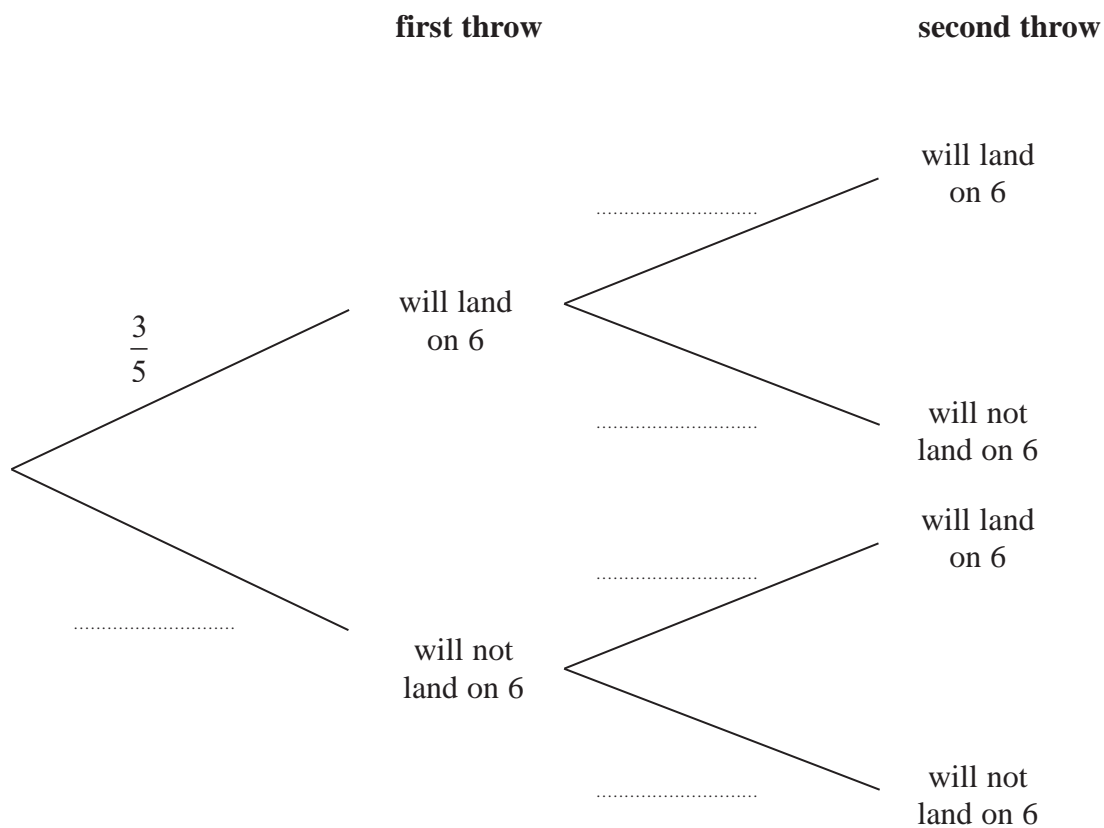 first throw
second throw
will land
on 6
will land
on 6
3
5
will not
land on 6
will land
on 6
will not
land on 6
will not
land on 6